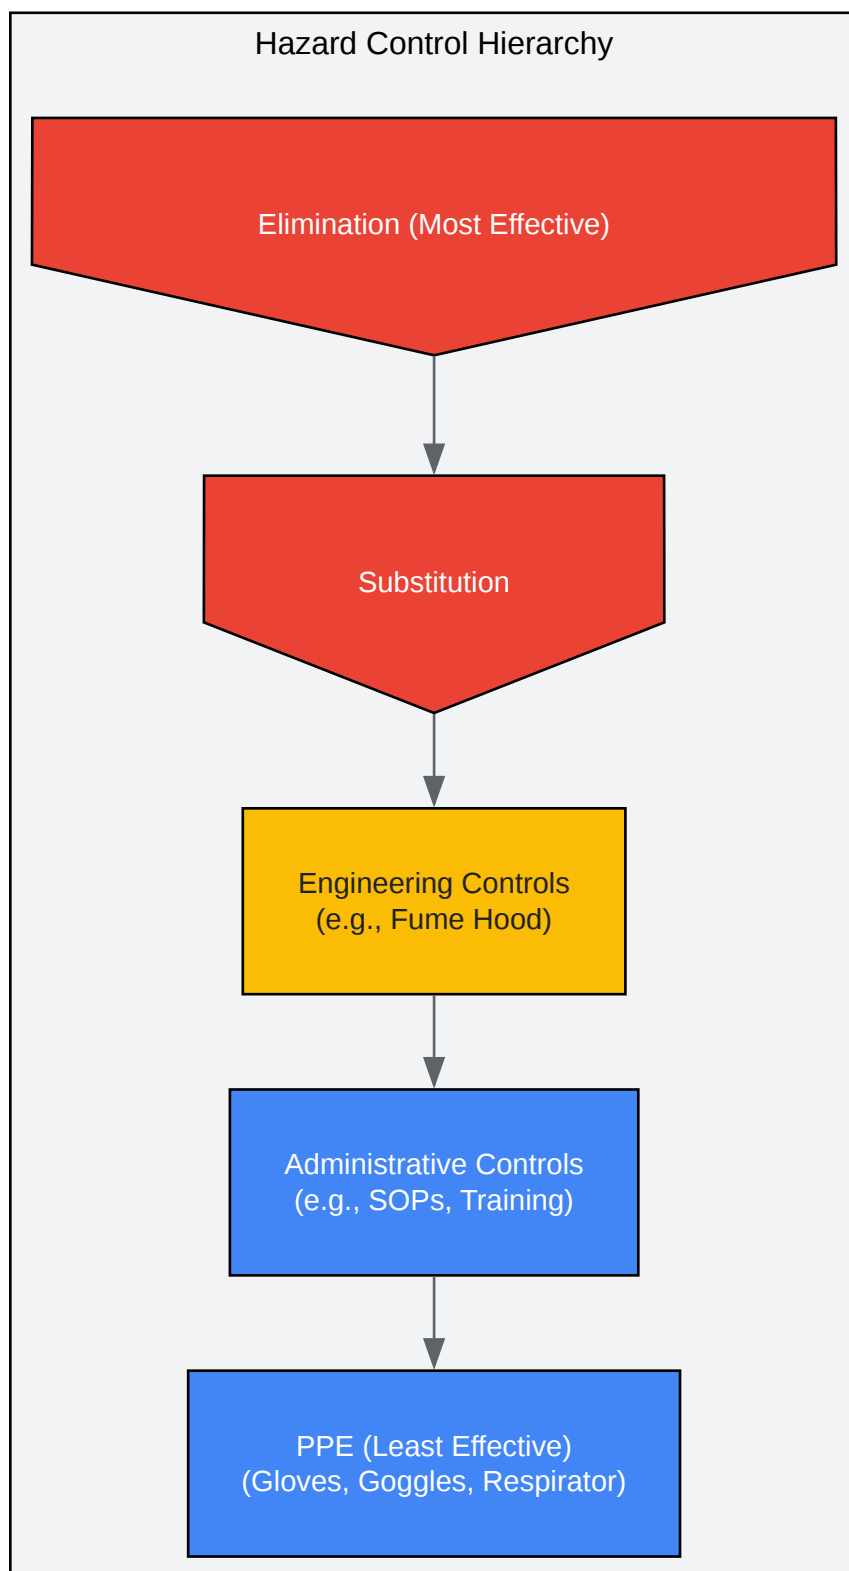 Hazard Control Hierarchy
Elimination (Most Effective)
Substitution
Engineering Controls
(e.g., Fume Hood)
Administrative Controls
(e.g., SOPs, Training)
PPE (Least Effective)
(Gloves, Goggles, Respirator)